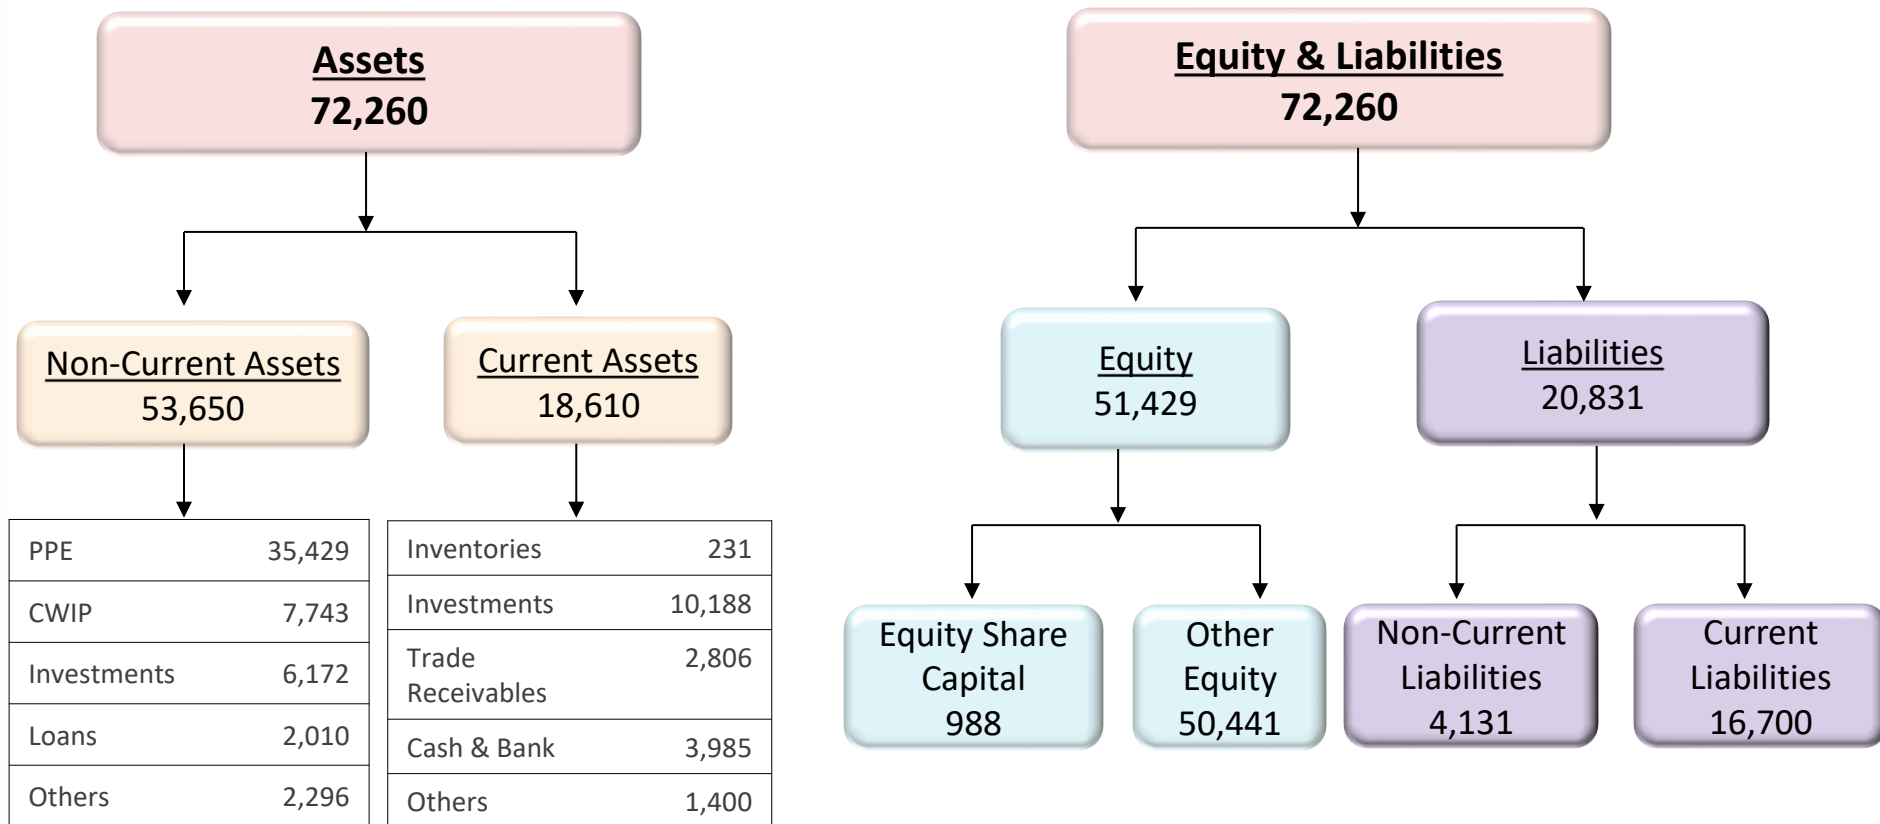 Assets
72,260
Equity & Liabilities
72,260
Non-Current Assets
53,650
Current Assets
18,610
Equity
51,429
Liabilities
20,831
PPE 35,429
CWIP 7,743
Investments 6,172
Loans 2,010
Others 2,296
Inventories 231
Investments 10,188
Trade 2,806
Receivables
Cash & Bank 3,985
Others 1,400
Equity Share
Capital
988
Other
Equity
50,441
Non-Current
Liabilities
4,131
Current
Liabilities
16,700